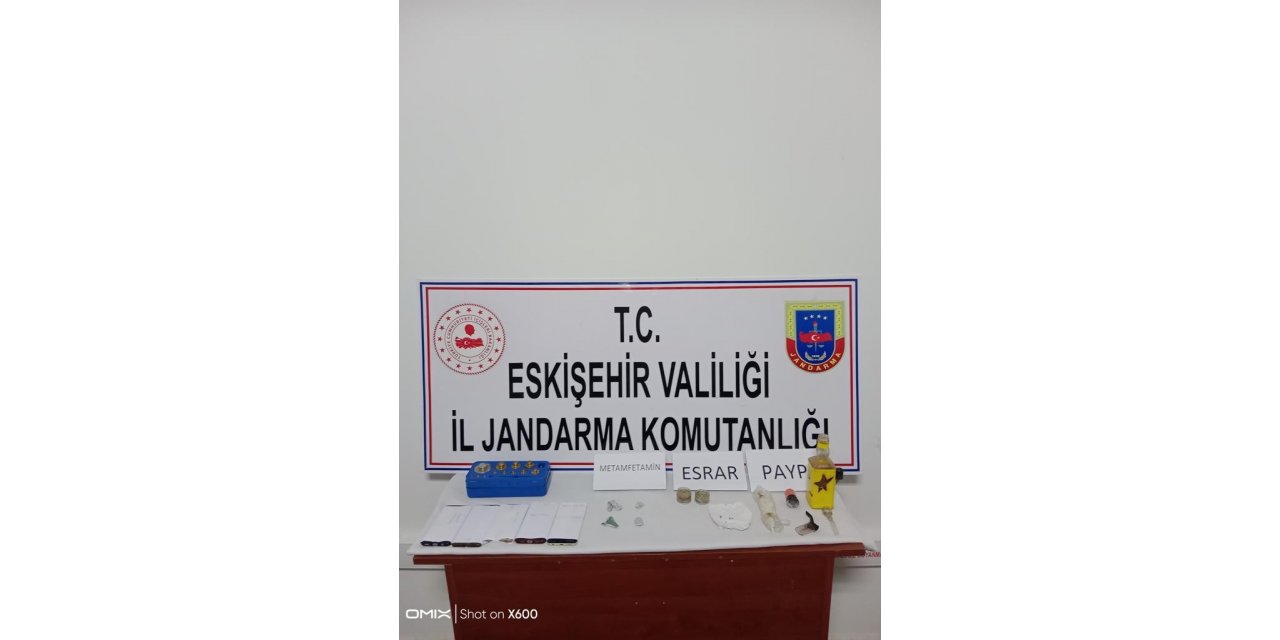 T.C.
ESKİŞEHİR VALİLİĞİ
İL JANDARMA KOMUTANLIĞI
JANDARMA
METAMFETAMİN
ESRAR
PAYP
OMIX Shot on X600